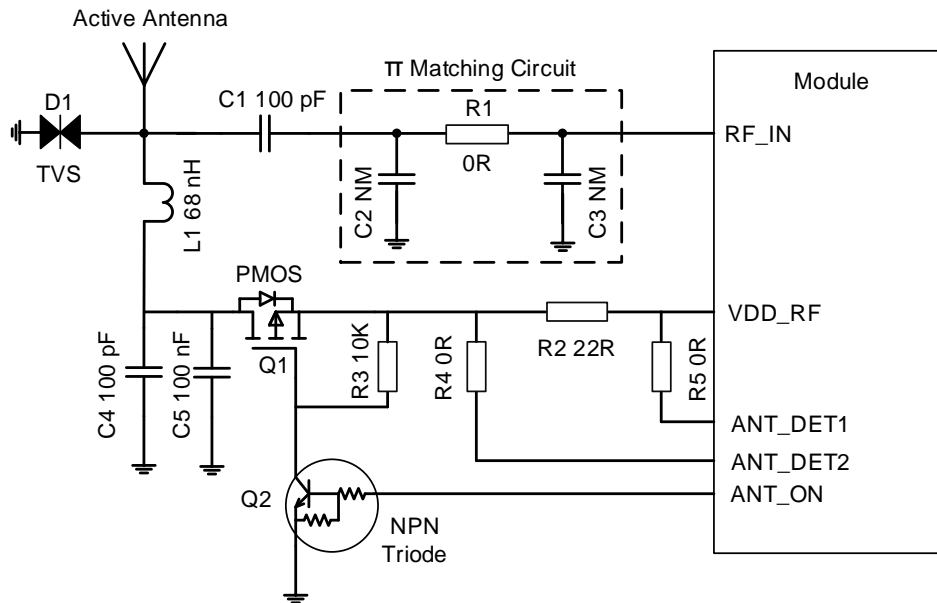 Active Antenna
π Matching Circuit
Module
D1
C1 100 pF
R1
RF_IN
TVS
0R
L1 68 nH
C2 NM
C3 NM
PMOS
VDD_RF
R2 22R
Q1
C4 100 pF
C5 100 nF
R3 10K
R4 0R
R5 0R
ANT_DET1
ANT_DET2
ANT_ON
Q2
NPN
Triode